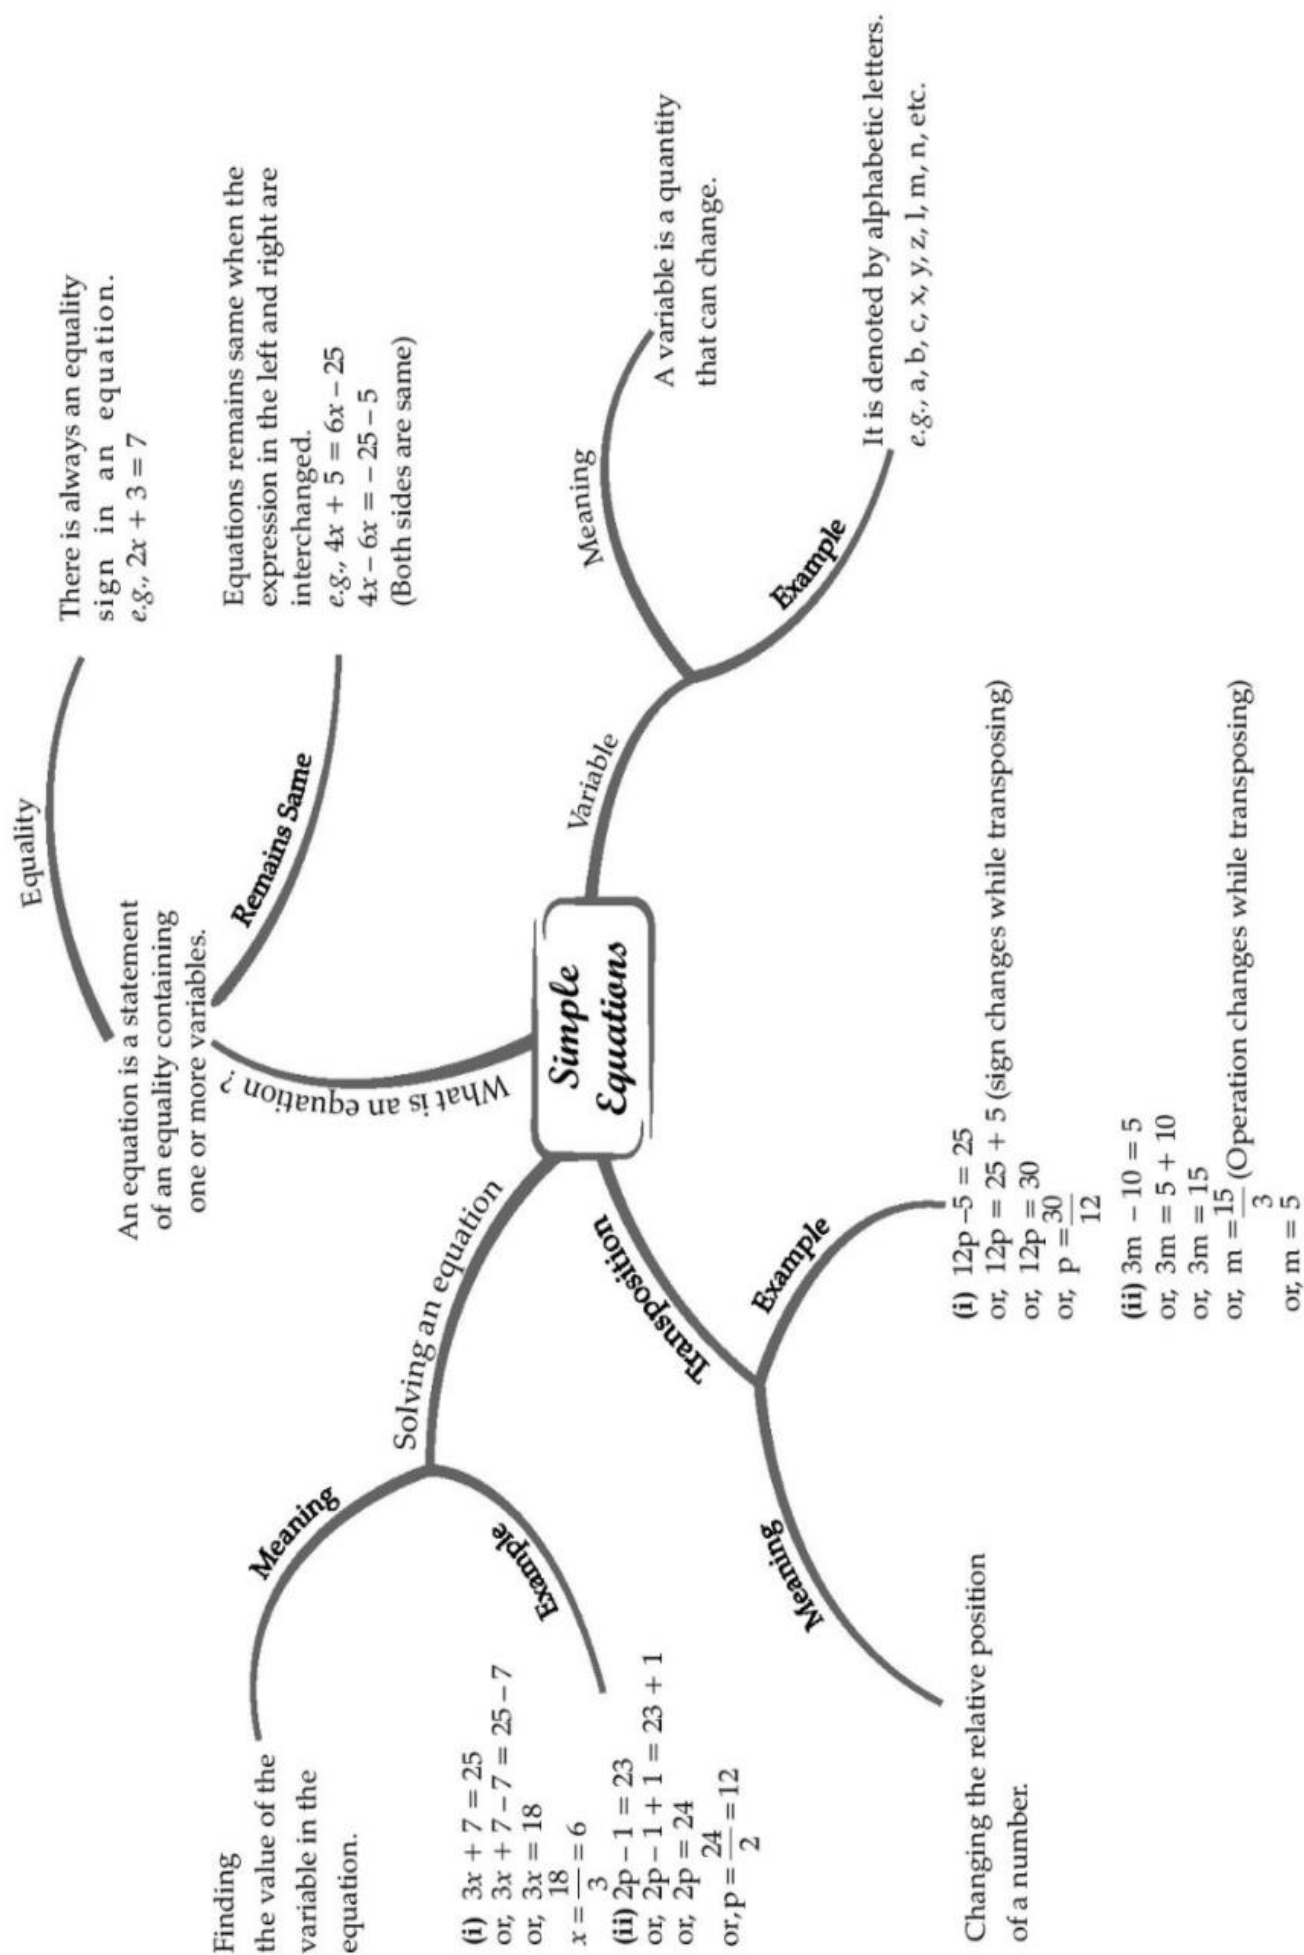 Simple
Equations
What is an equation ?
An equation is a statement
of an equality containing
one or more variables.
Equality
There is always an equality
sign in an equation.
e.g., 2x + 3 = 7
Remains Same
Equations remains same when the
expression in the left and right are
interchanged.
e.g., 4x + 5 = 6x – 25
4x – 6x = – 25 – 5
(Both sides are same)
Variable
Meaning
A variable is a quantity
that can change.
Example
It is denoted by alphabetic letters.
e.g., a, b, c, x, y, z, l, m, n, etc.
Solving an equation
Meaning
Finding
the value of the
variable in the
equation.
Example
(i) 3x + 7 = 25
or, 3x + 7 – 7 = 25 – 7
or, 3x = 18
x = 18/3 = 6
(ii) 2p – 1 = 23
or, 2p – 1 + 1 = 23 + 1
or, 2p = 24
or, p = 24/2 = 12
Transposition
Meaning
Changing the relative position
of a number.
Example
(i) 12p –5 = 25
or, 12p = 25 + 5 (sign changes while transposing)
or, 12p = 30
or, p = 30/12
(ii) 3m – 10 = 5
or, 3m = 5 + 10
or, 3m = 15
or, m = 15/3 (Operation changes while transposing)
or, m = 5